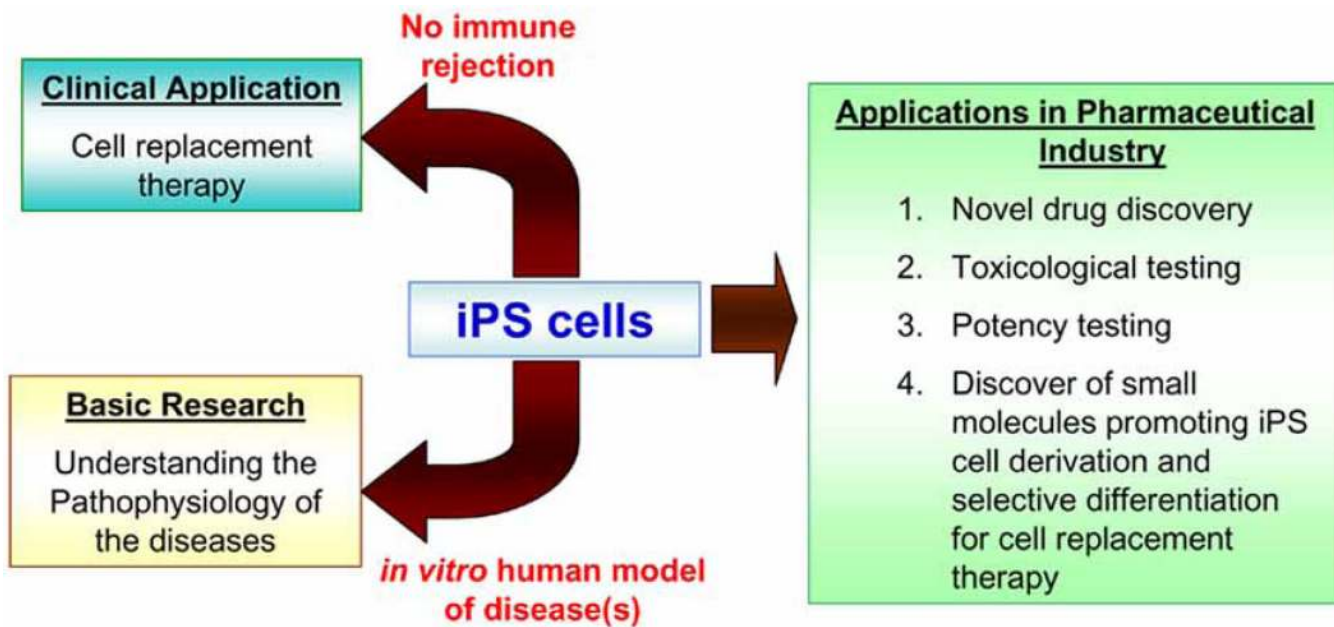 No immune
rejection
Clinical Application
Cell replacement
therapy
iPS cells
Basic Research
Understanding the
Pathophysiology of
the diseases
in vitro human model
of disease(s)
Applications in Pharmaceutical
Industry
1. Novel drug discovery
2. Toxicological testing
3. Potency testing
4. Discover of small
molecules promoting iPS
cell derivation and
selective differentiation
for cell replacement
therapy